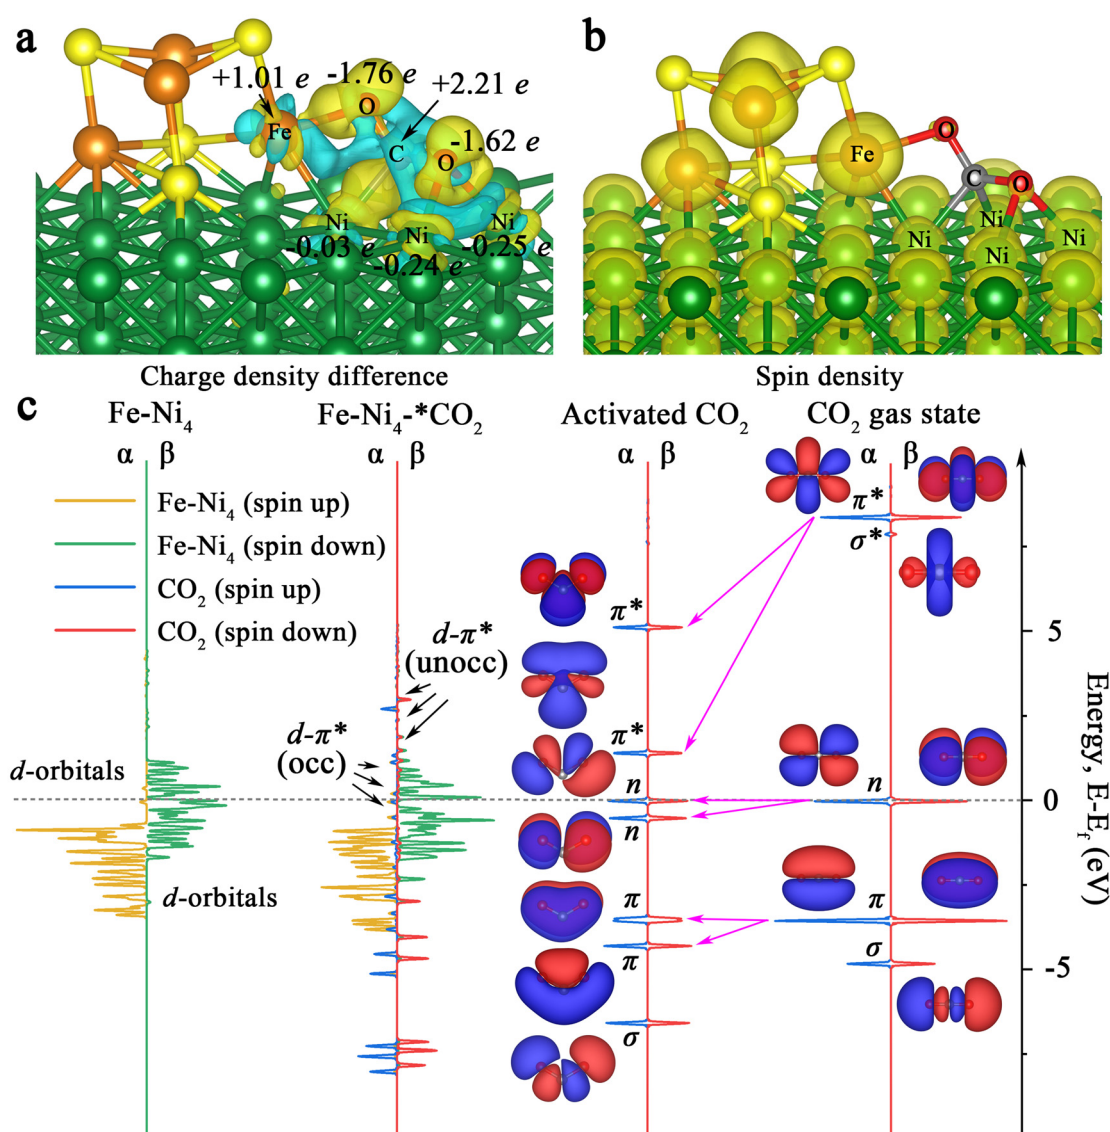 a
+1.01 e
-1.76 e
+2.21 e
O
Fe
C
O
-1.62 e
Ni
Ni
Ni
-0.03 e
-0.24 e
-0.25 e
Charge density difference
b
Fe
O
C
O
Ni
Ni
Ni
Ni
Spin density
c
Fe-Ni₄
Fe-Ni₄-*CO₂
Activated CO₂
CO₂ gas state
α β
α β
α β
α β
Fe-Ni₄ (spin up)
Fe-Ni₄ (spin down)
CO₂ (spin up)
CO₂ (spin down)
d-π*
(unocc)
d-π*
(occ)
d-orbitals
d-orbitals
π*
π*
n
n
π
π
σ
π*
σ*
n
π
σ
5
0
-5
Energy, E-E_f (eV)